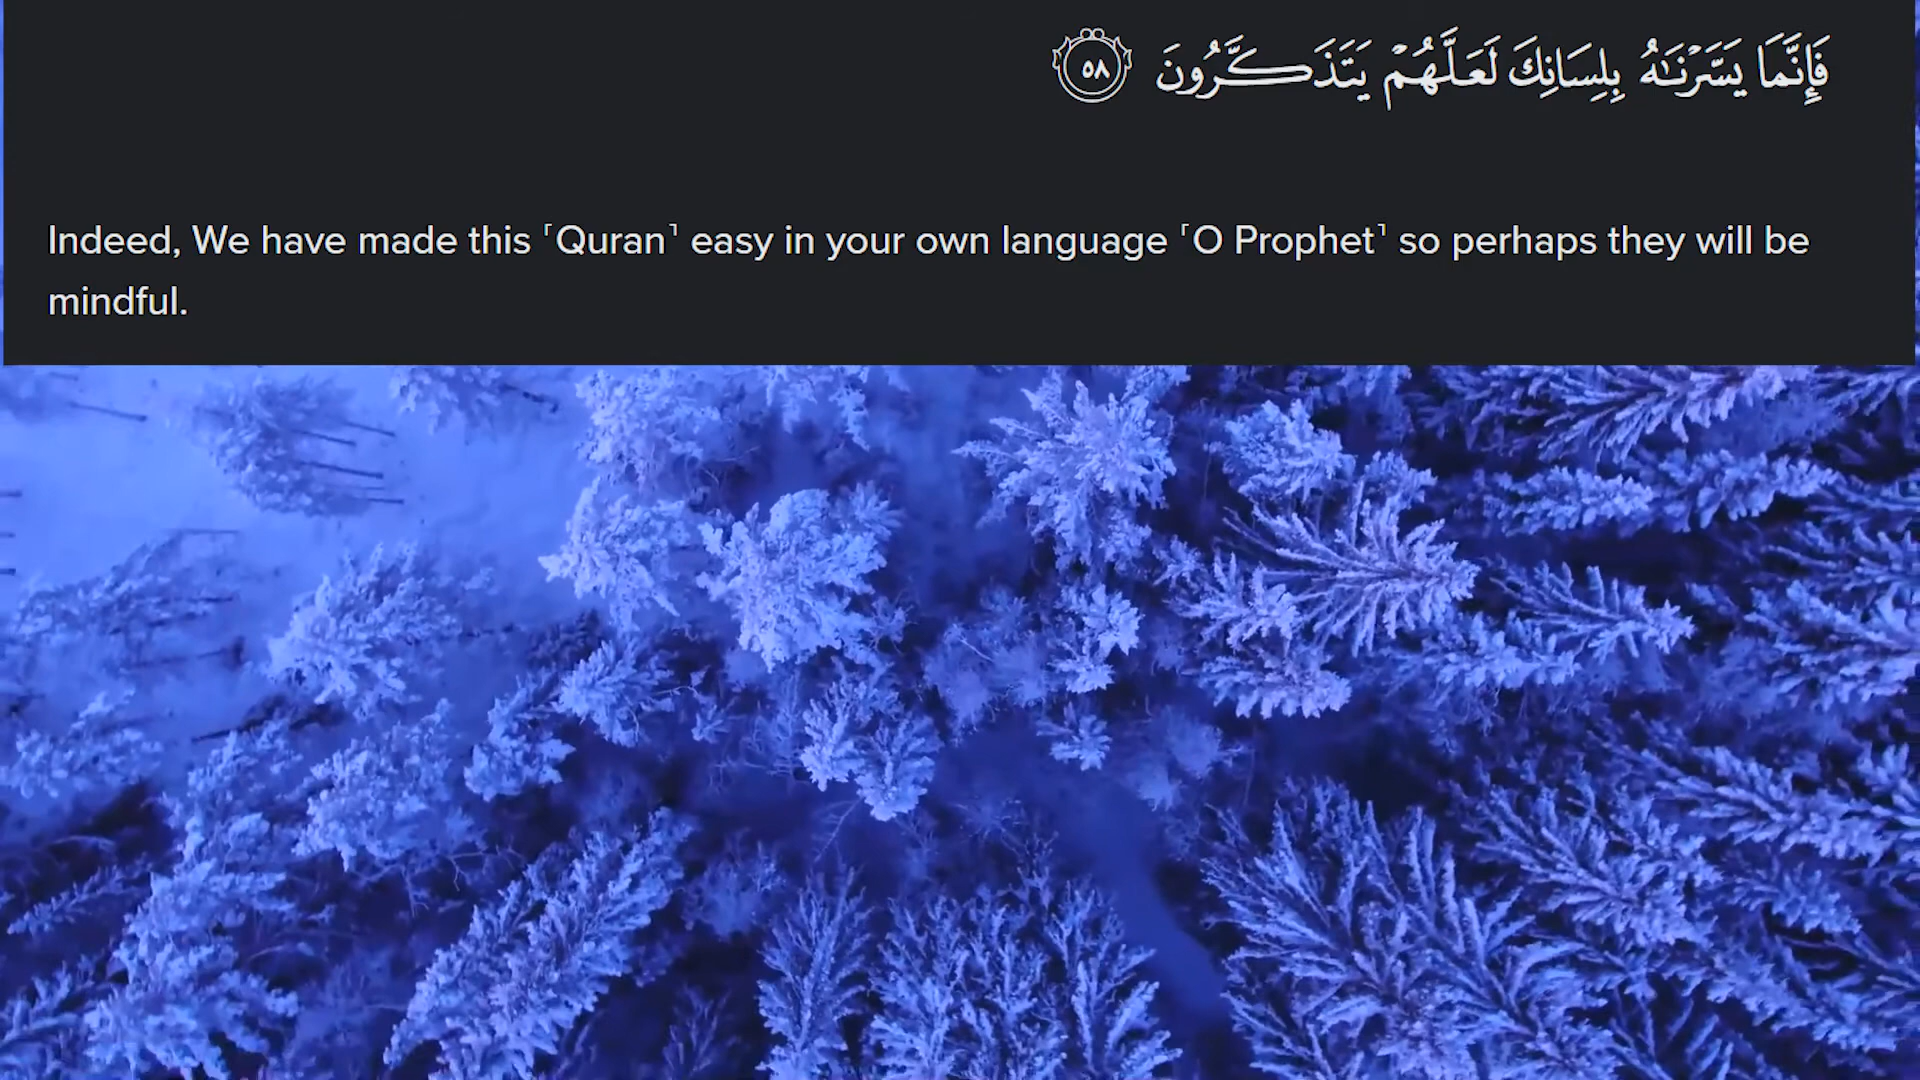 فَإِنَّمَا يَسَّرْنَـٰهُ بِلِسَانِكَ لَعَلَّهُمْ يَتَذَكَّرُونَ ٥٨
Indeed, We have made this ˹Quran˺ easy in your own language ˹O Prophet˺ so perhaps they will be
mindful.